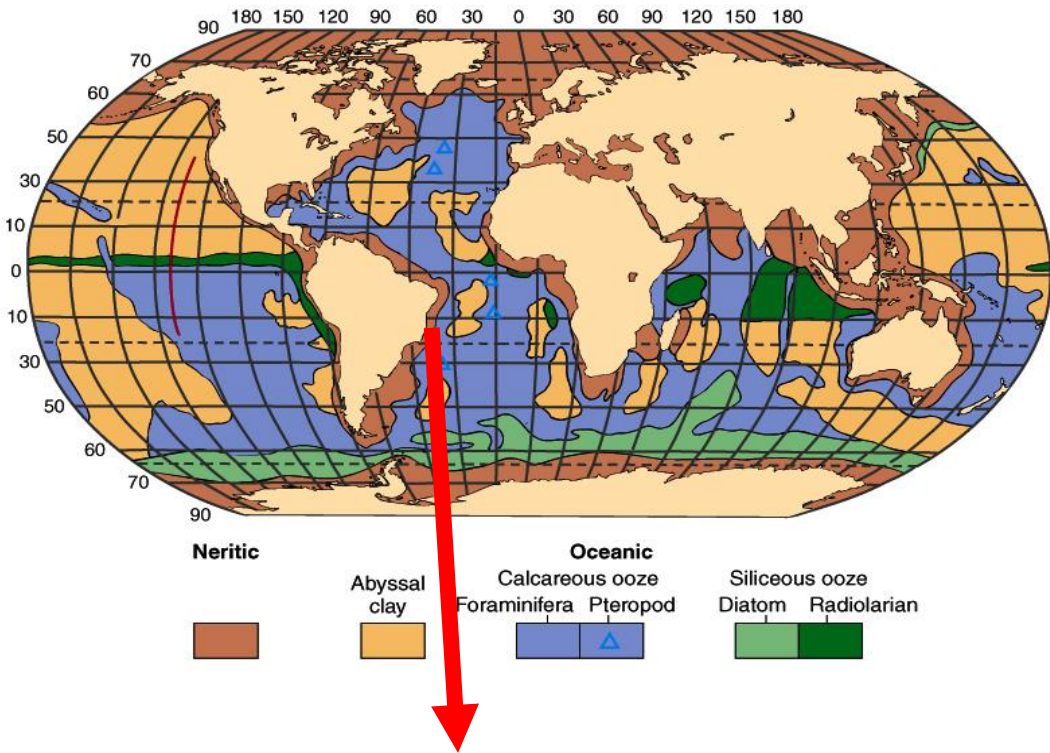 180 150 120 90 60 30 0 30 60 90 120 150 180
90
70
60
50
30
10
0
10
30
50
60
70
90
Neritic
Oceanic
Abyssal
clay
Calcareous ooze
Foraminifera Pteropod
Siliceous ooze
Diatom Radiolarian